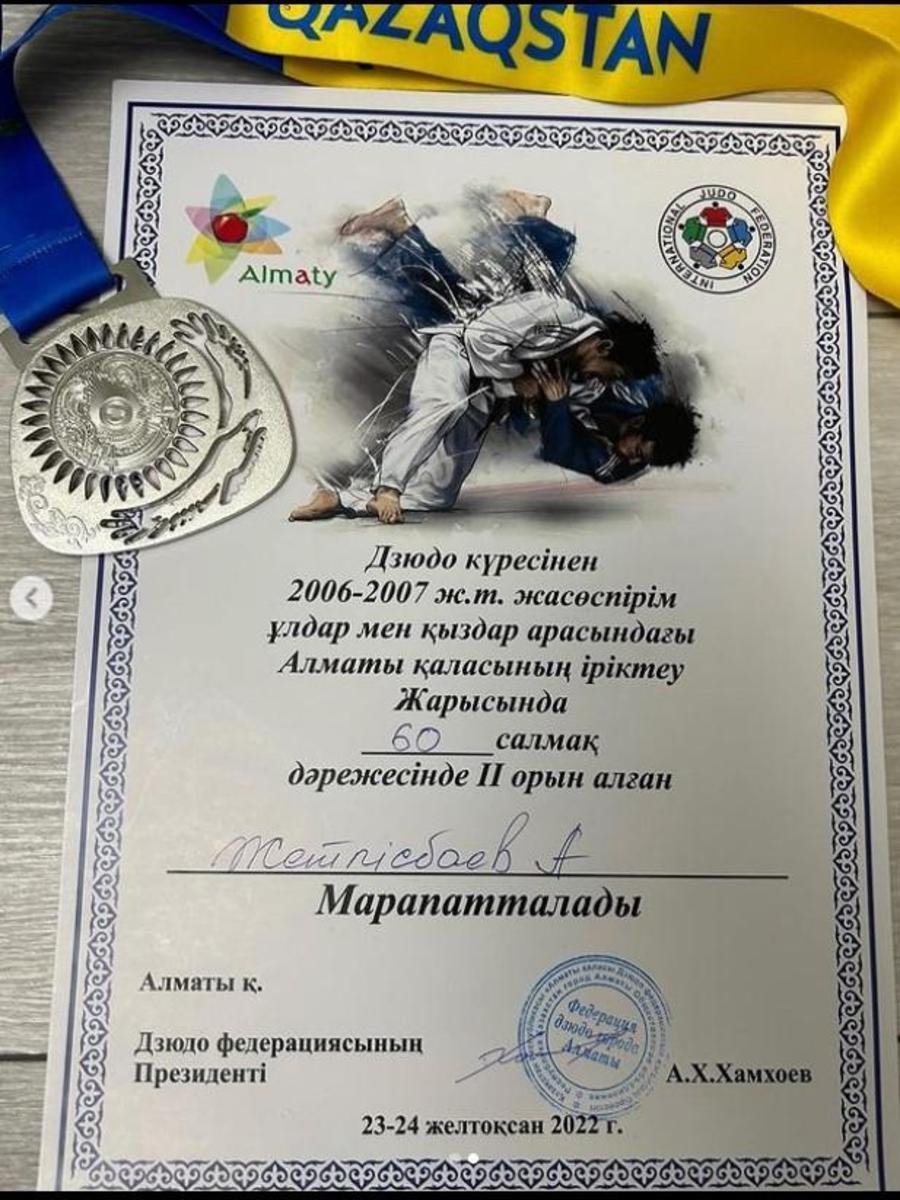 QAZAQSTAN
Almaty
INTERNATIONAL JUDO FEDERATION
Дзюдо күресінен
2006-2007 ж.т. жасөспірім
ұлдар мен қыздар арасындағы
Алматы қаласының іріктеу
Жарысында
60 салмақ
дәрежесінде II орын алған
Жетпісбаев А
Марапатталады
Алматы қ.
Дзюдо федерациясының
Президенті
Федерация
дзюдо города
Алматы
А.Х.Хамхоев
23-24 желтоқсан 2022 г.